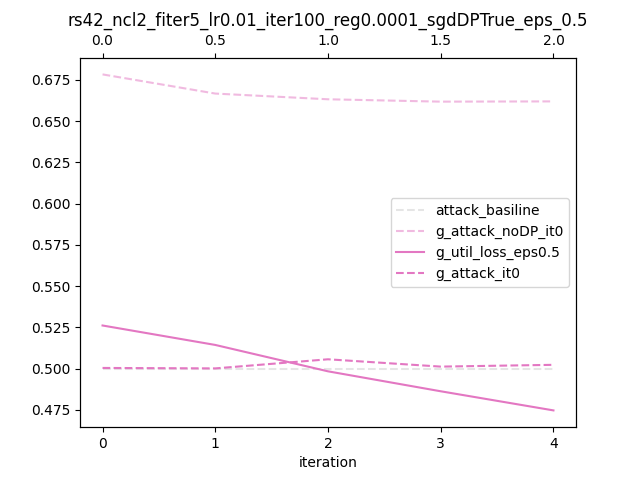 rs42_ncl2_fiter5_lr0.01_iter100_reg0.0001_sgdDPTrue_eps_0.5
0.0 0.5 1.0 1.5 2.0
0.675
0.650
0.625
0.600
0.575
0.550
0.525
0.500
0.475
attack_basiline
g_attack_noDP_it0
g_util_loss_eps0.5
g_attack_it0
0 1 2 3 4
iteration